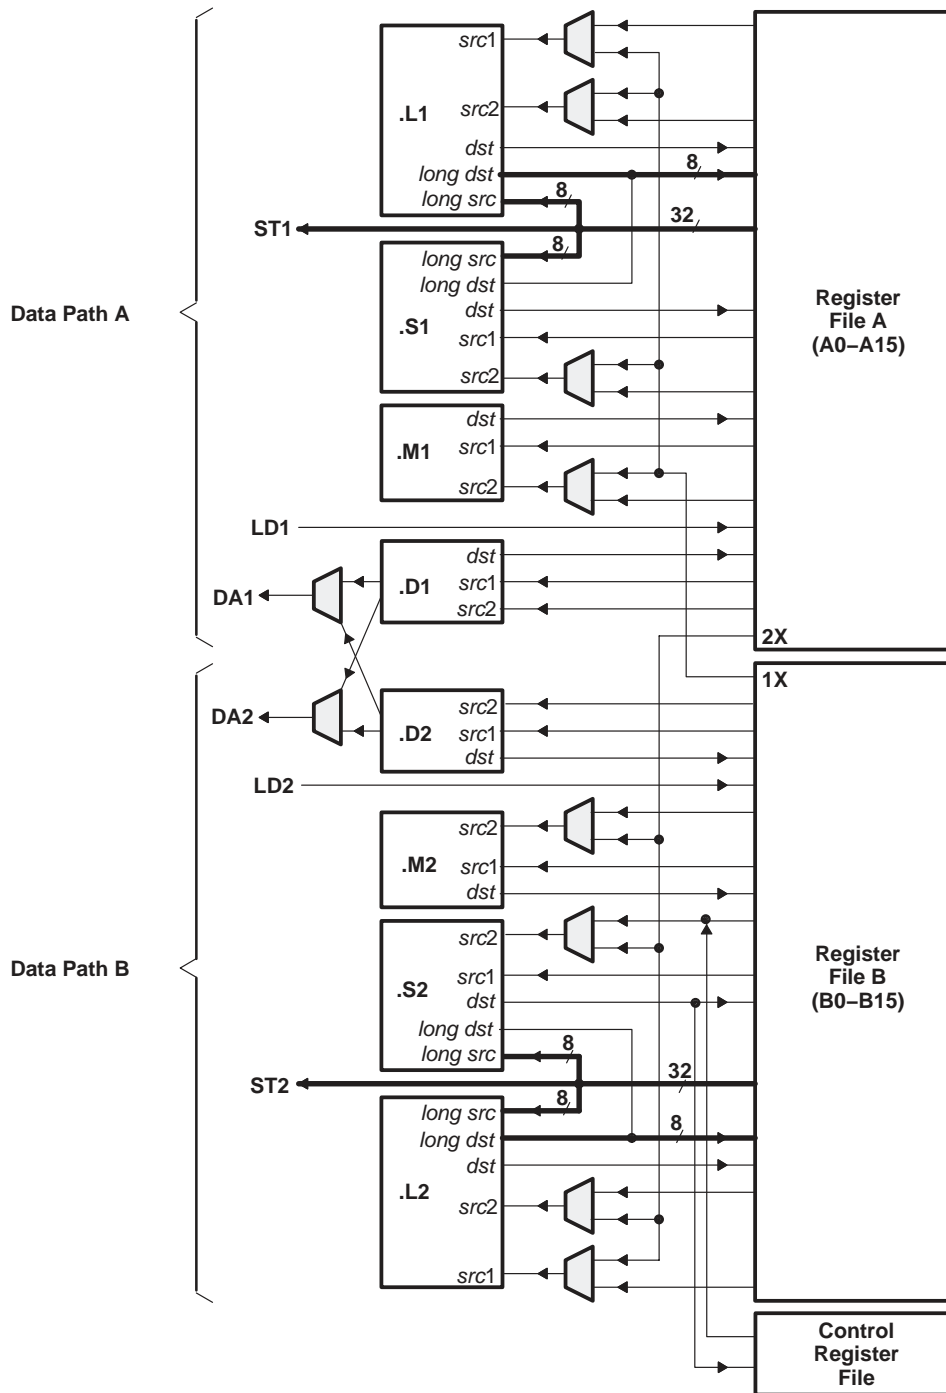 src1
.L1
src2
dst
long dst
8
long src
8
ST1
32
8
long src
long dst
dst
.S1
src1
src2
Data Path A
Register
File A
(A0–A15)
dst
.M1
src1
src2
LD1
dst
.D1
src1
src2
DA1
2X
1X
DA2
src2
.D2
src1
dst
LD2
src2
.M2
src1
dst
src2
.S2
src1
dst
long dst
long src
8
Data Path B
Register
File B
(B0–B15)
ST2
32
8
long src
long dst
8
dst
.L2
src2
src1
Control
Register
File